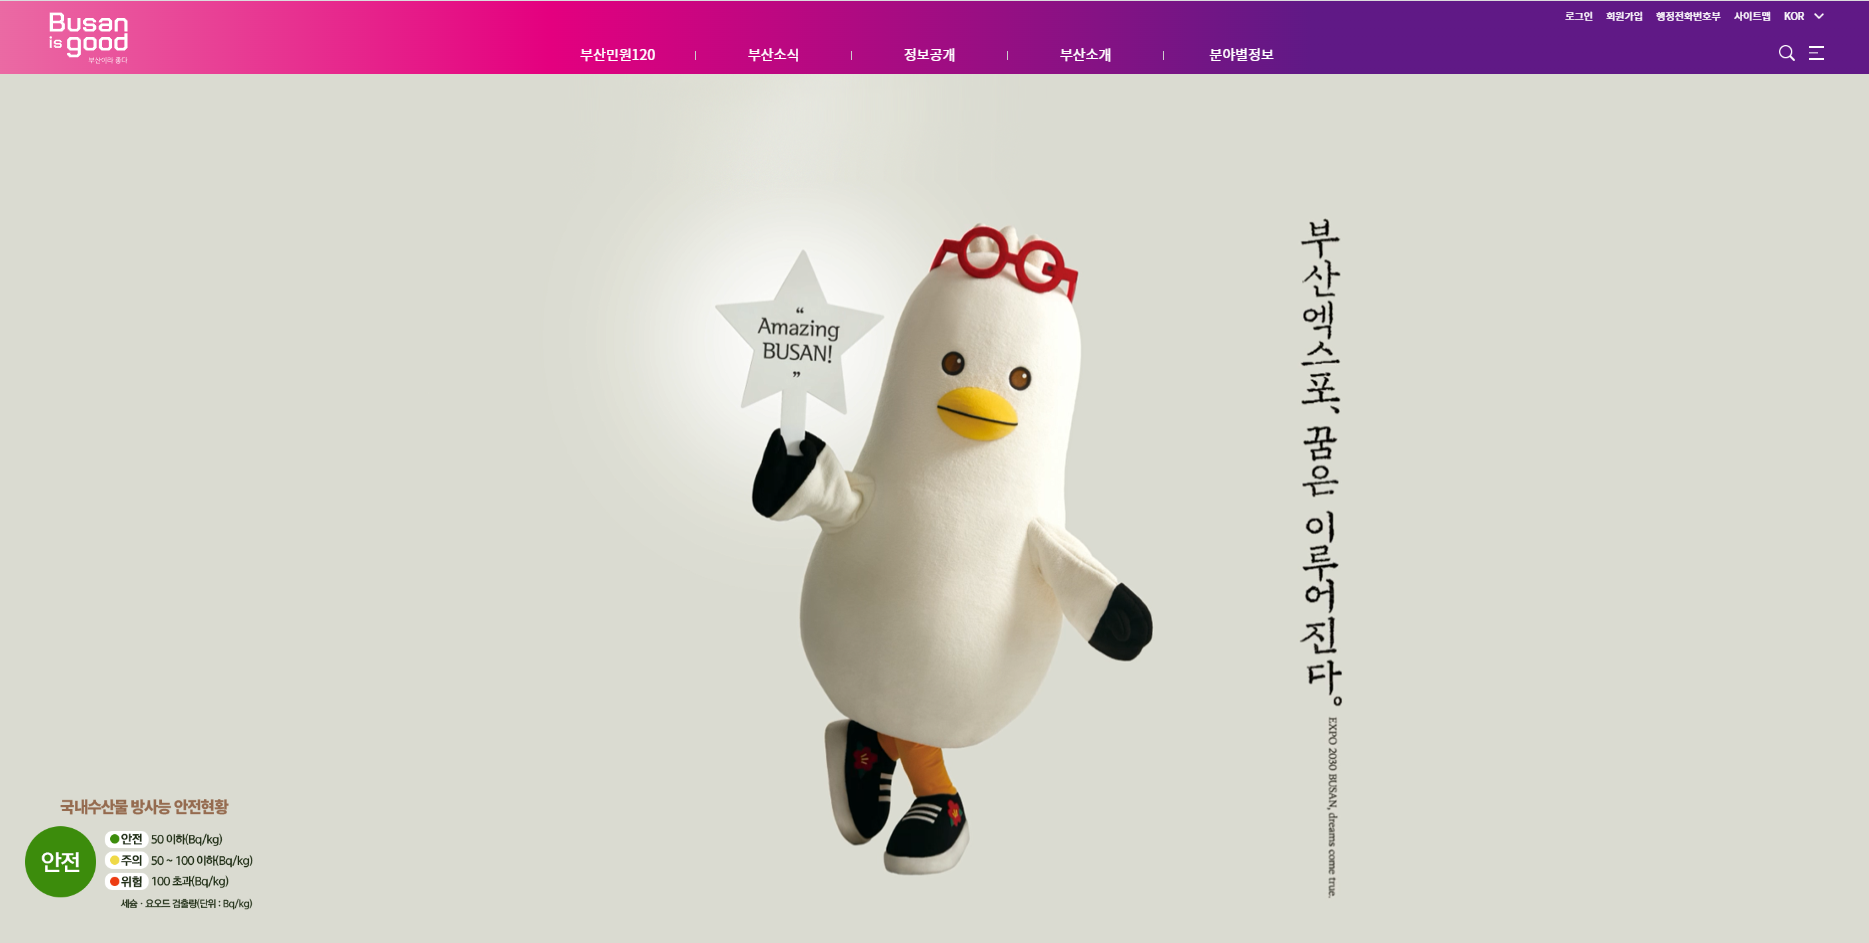 Busan
is good
부산이라 좋다
로그인 회원가입 행정전화번호부 사이트맵 KOR
부산민원120 부산소식 정보공개 부산소개 분야별정보
“
Amazing
BUSAN!
”
부산엑스포, 꿈은 이루어진다。
EXPO 2030 BUSAN, dreams come true.
국내수산물 방사능 안전현황
안전
안전 50 이하(Bq/kg)
주의 50 ~ 100 이하(Bq/kg)
위험 100 초과(Bq/kg)
세슘 · 요오드 검출량(단위 : Bq/kg)